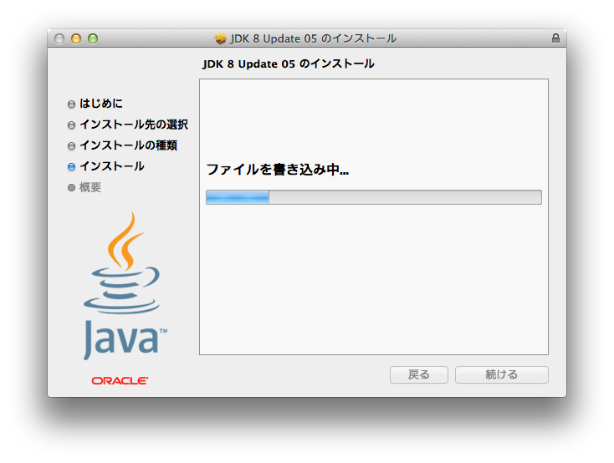 JDK 8 Update 05 のインストール
JDK 8 Update 05 のインストール
はじめに
インストール先の選択
インストールの種類
インストール
概要
ファイルを書き込み中...
Java™
ORACLE®
戻る
続ける